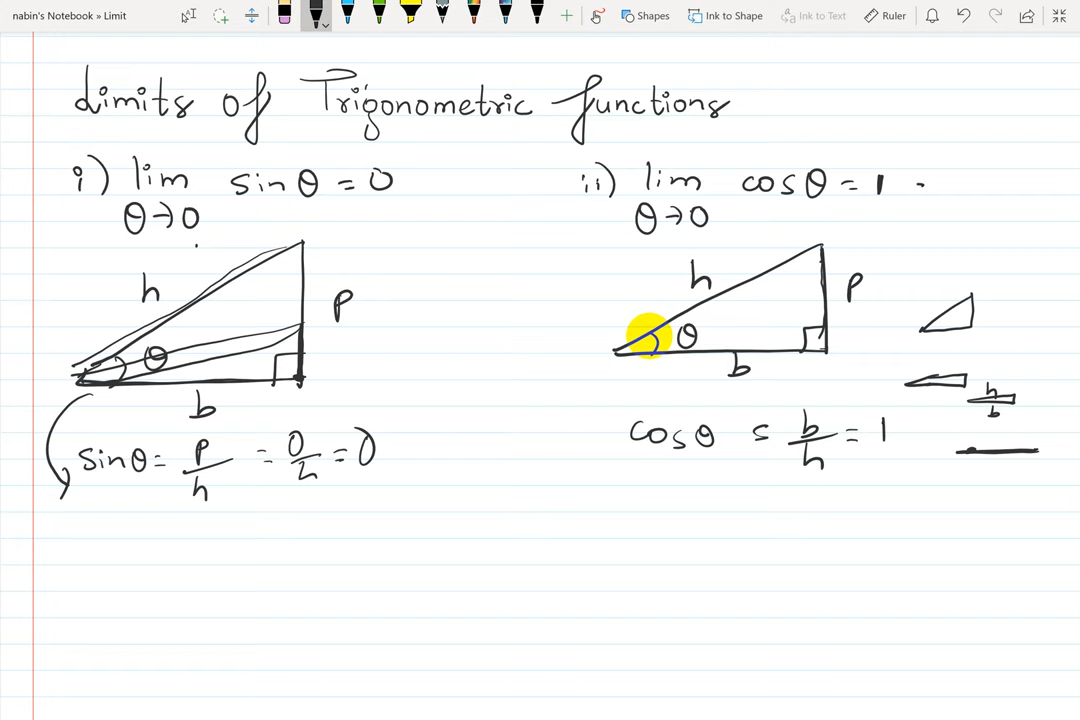 nabin's Notebook » Limit
Shapes Ink to Shape Ink to Text Ruler
Limits of Trigonometric functions
i) lim sinθ = 0
θ→0
ii) lim cosθ = 1
θ→0
h
p
θ
b
sinθ = p/h = 0/h = 0
h
p
θ
b
h
b
cosθ = b/h = 1